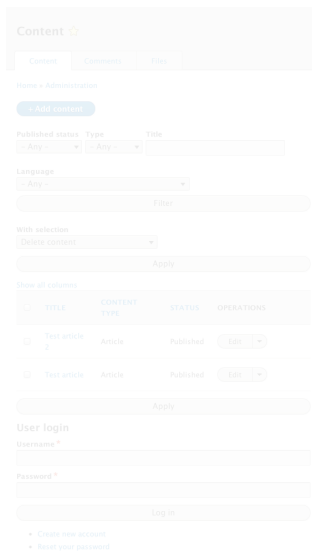 Content
Content
Comments
Files
Home » Administration
+ Add content
Published status Type Title
- Any - - Any -
Language
- Any -
Filter
With selection
Delete content
Apply
Show all columns
TITLE CONTENT TYPE STATUS OPERATIONS
Test article 2 Article Published Edit
Test article Article Published Edit
Apply
User login
Username *
Password *
Log in
Create new account
Reset your password